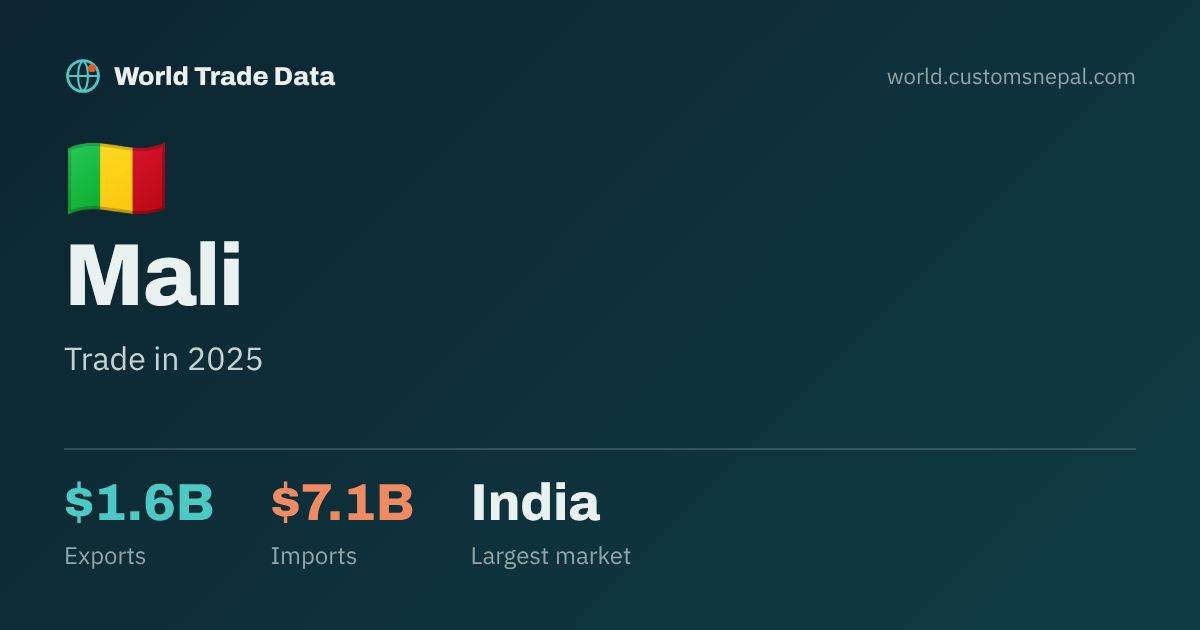 World Trade Data
world.customsnepal.com
Mali
Trade in 2025
$1.6B
Exports
$7.1B
Imports
India
Largest market